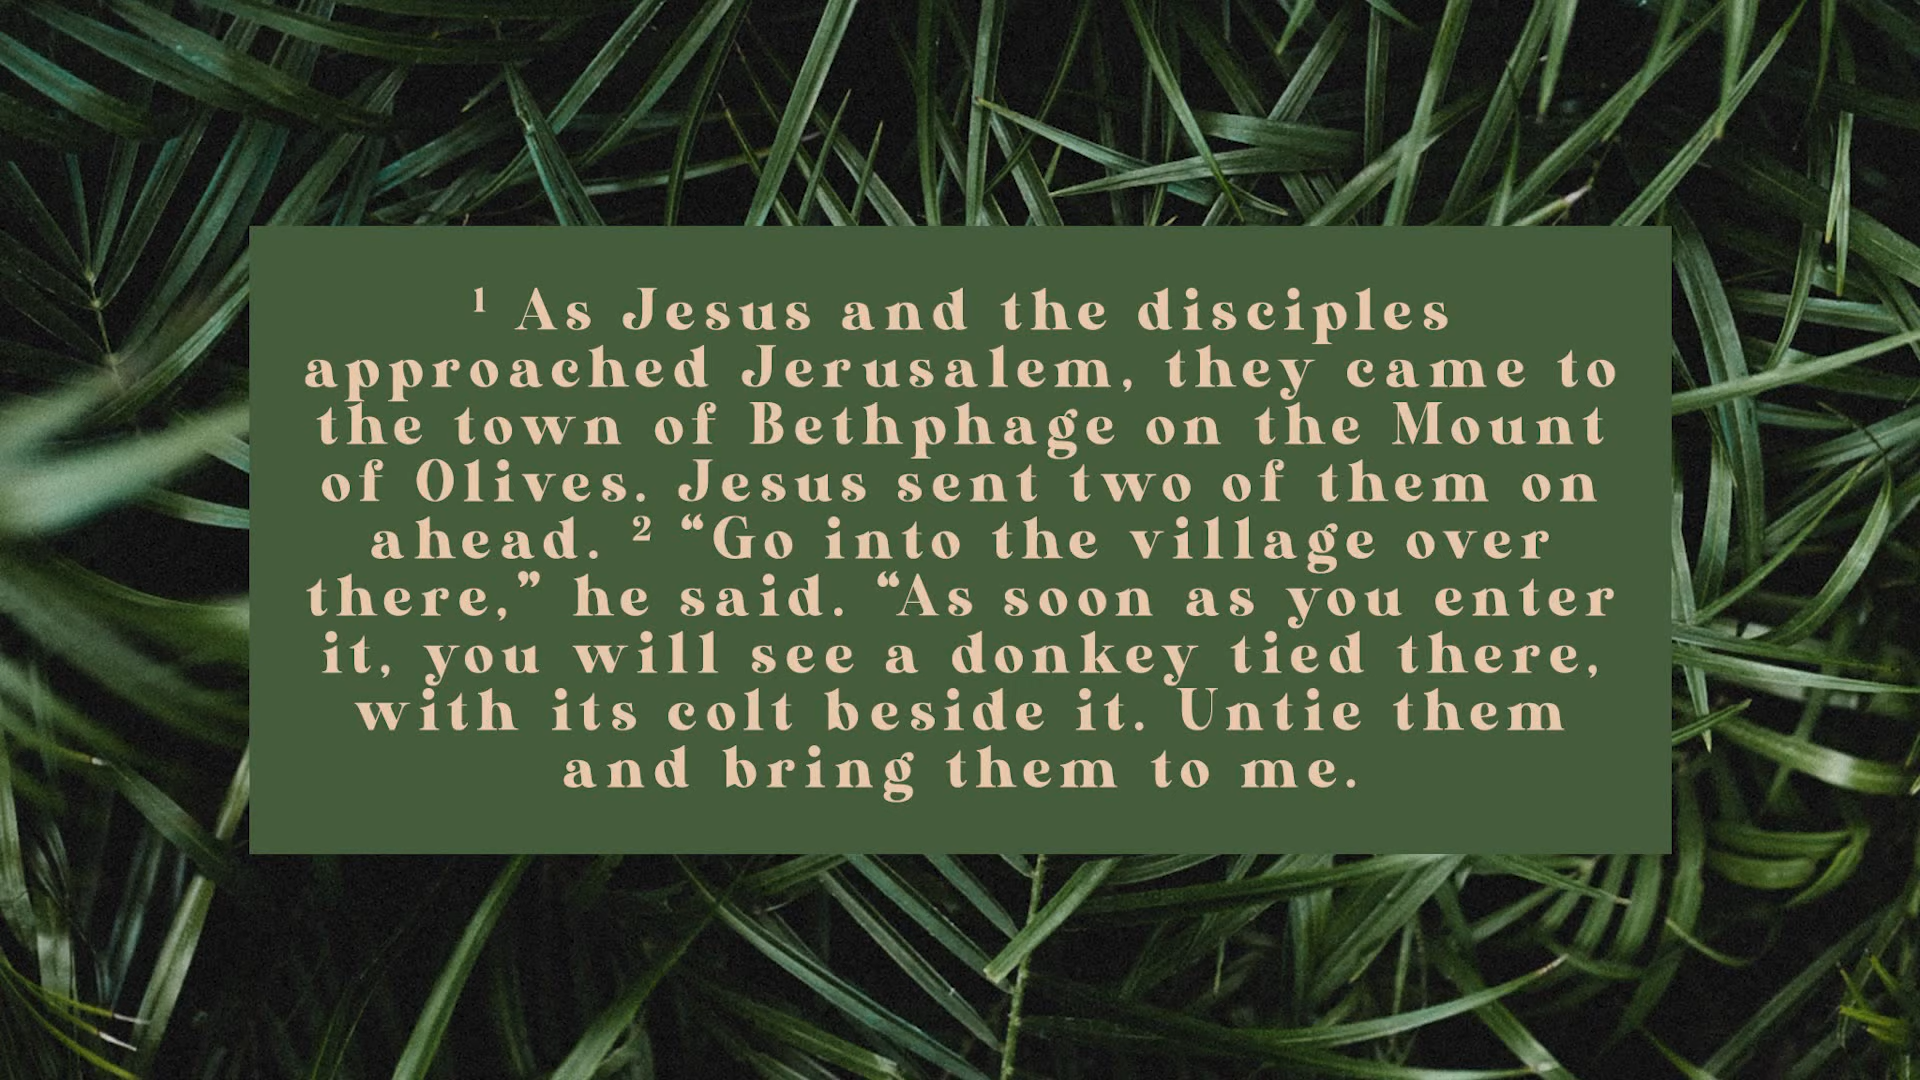 ¹ As Jesus and the disciples
approached Jerusalem, they came to
the town of Bethphage on the Mount
of Olives. Jesus sent two of them on
ahead. ² “Go into the village over
there,” he said. “As soon as you enter
it, you will see a donkey tied there,
with its colt beside it. Untie them
and bring them to me.